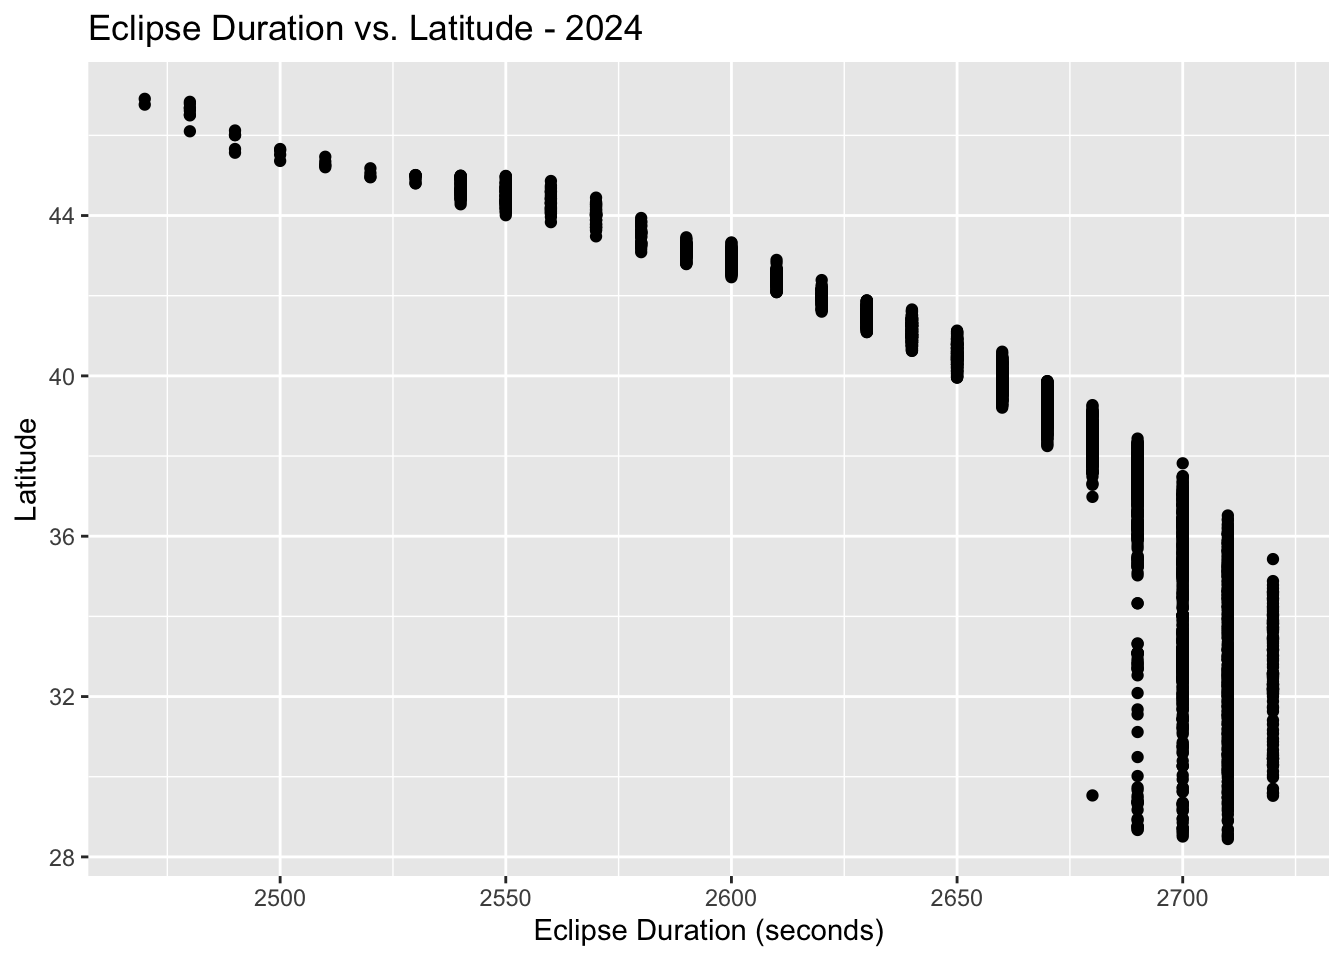 Eclipse Duration vs. Latitude - 2024
Latitude
44
40
36
32
28
2500 2550 2600 2650 2700
Eclipse Duration (seconds)